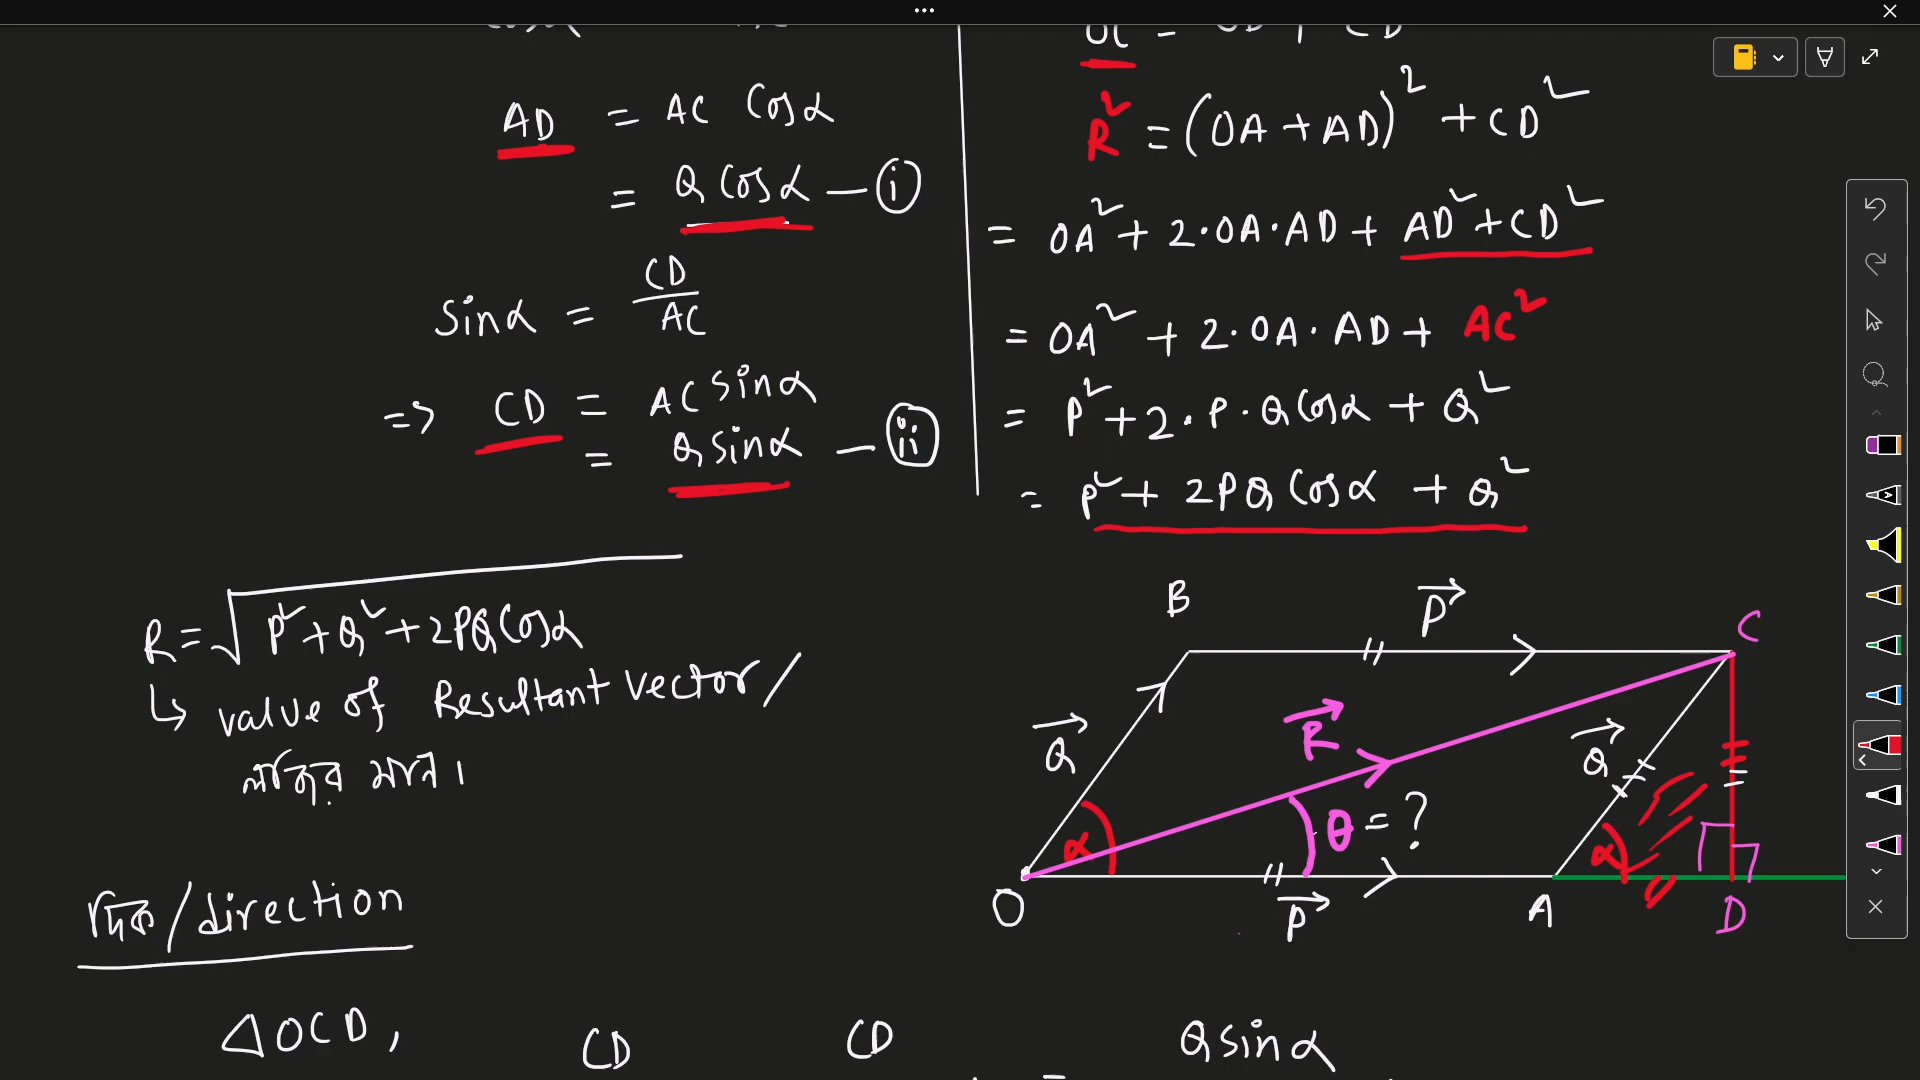 AD = AC Cosα
= Q Cosα — (i)
Sinα = CD/AC
=> CD = AC sinα
= Q sinα — (ii)
R² = (OA + AD)² + CD²
= OA² + 2·OA·AD + AD² + CD²
= OA² + 2·OA·AD + AC²
= P² + 2·P·Q Cosα + Q²
= P² + 2PQ Cosα + Q²
R = √P² + Q² + 2PQ Cosα
↳ value of Resultant vector/
লব্ধির মান।
B
P⃗
C
Q⃗
R⃗
Q⃗
α
θ = ?
α
O
P⃗
A
D
দিক/direction
△OCD,
CD
CD
Q sinα